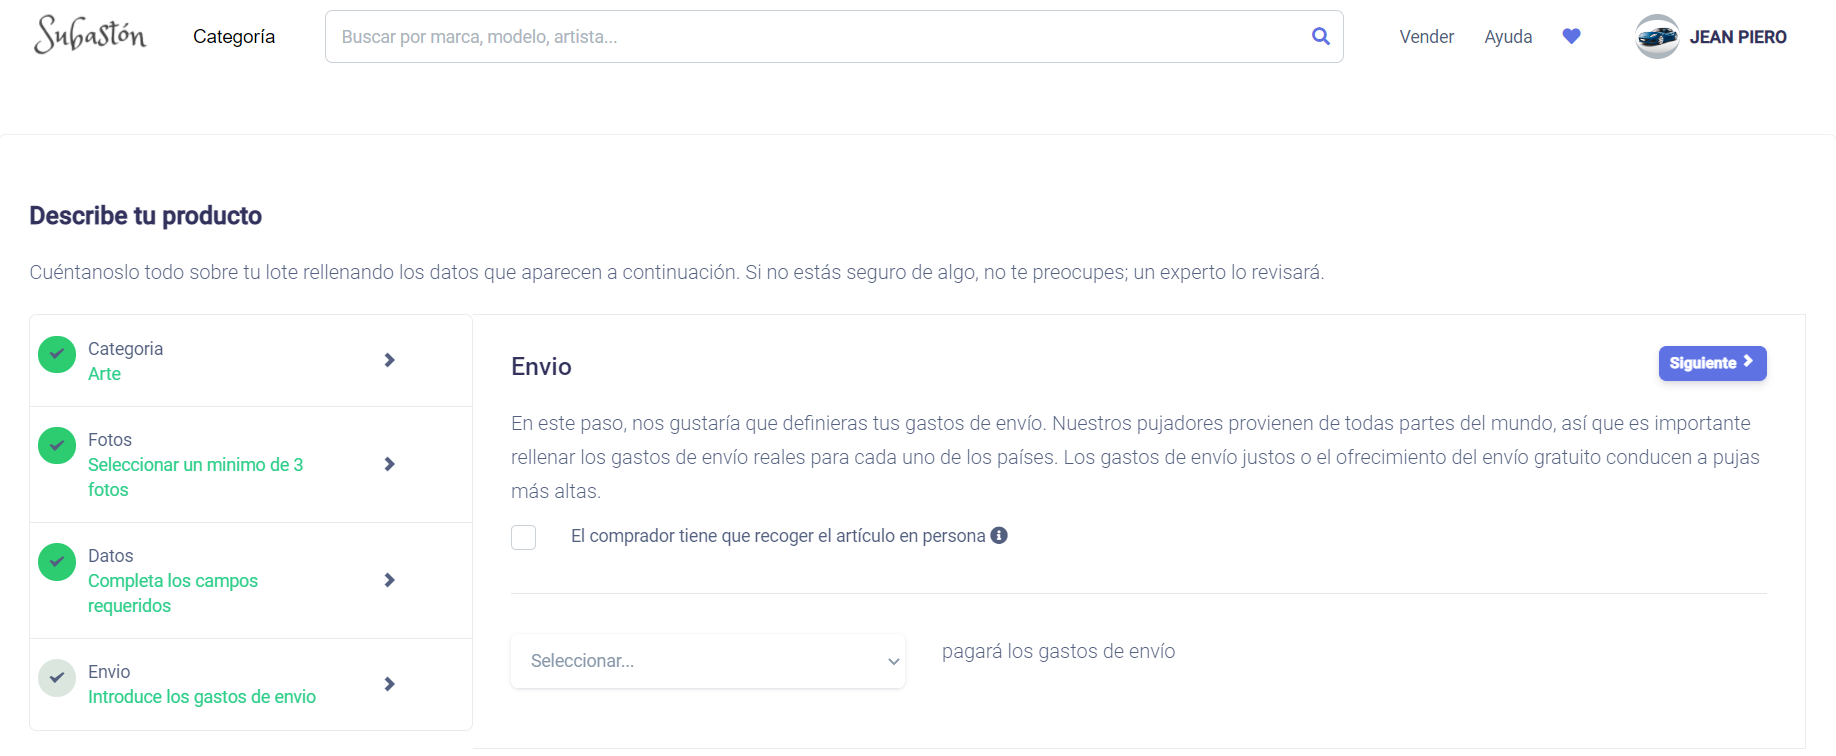 Subastón
Categoría
Buscar por marca, modelo, artista...
Vender
Ayuda
JEAN PIERO
Describe tu producto
Cuéntanoslo todo sobre tu lote rellenando los datos que aparecen a continuación. Si no estás seguro de algo, no te preocupes; un experto lo revisará.
Categoria
Arte
Fotos
Seleccionar un minimo de 3
fotos
Datos
Completa los campos
requeridos
Envio
Introduce los gastos de envio
Envio
Siguiente
En este paso, nos gustaría que definieras tus gastos de envío. Nuestros pujadores provienen de todas partes del mundo, así que es importante
rellenar los gastos de envío reales para cada uno de los países. Los gastos de envío justos o el ofrecimiento del envío gratuito conducen a pujas
más altas.
El comprador tiene que recoger el artículo en persona
Seleccionar...
pagará los gastos de envío